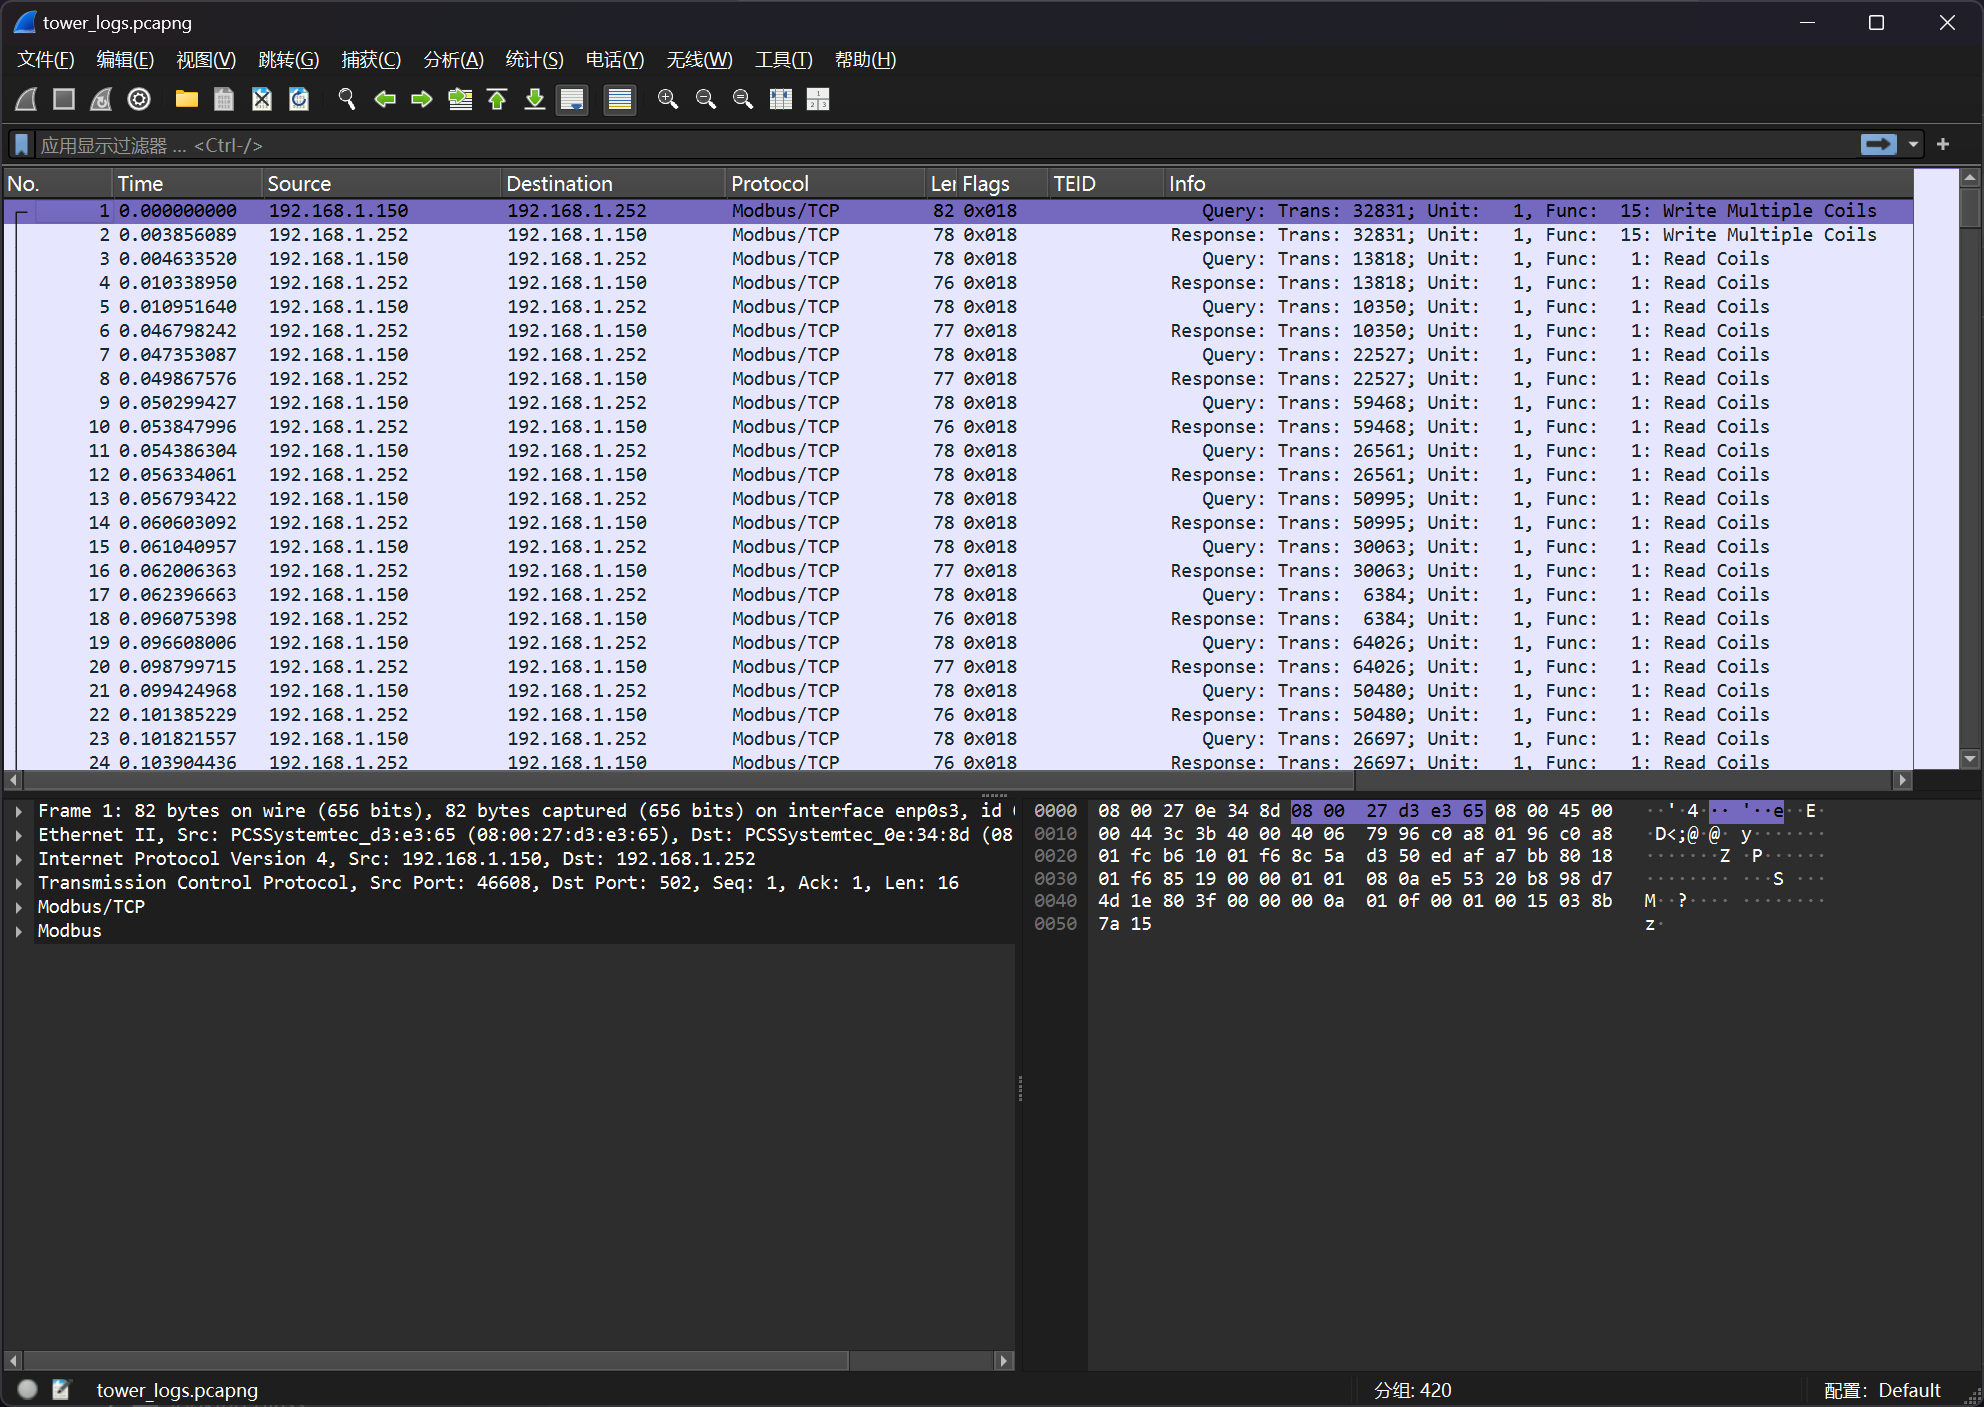 tower_logs.pcapng
文件(F) 编辑(E) 视图(V) 跳转(G) 捕获(C) 分析(A) 统计(S) 电话(Y) 无线(W) 工具(T) 帮助(H)
应用显示过滤器 … <Ctrl-/>
No. Time Source Destination Protocol Ler Flags TEID Info
1 0.000000000 192.168.1.150 192.168.1.252 Modbus/TCP 82 0x018 Query: Trans: 32831; Unit: 1, Func: 15: Write Multiple Coils
2 0.003856089 192.168.1.252 192.168.1.150 Modbus/TCP 78 0x018 Response: Trans: 32831; Unit: 1, Func: 15: Write Multiple Coils
3 0.004633520 192.168.1.150 192.168.1.252 Modbus/TCP 78 0x018 Query: Trans: 13818; Unit: 1, Func: 1: Read Coils
4 0.010338950 192.168.1.252 192.168.1.150 Modbus/TCP 76 0x018 Response: Trans: 13818; Unit: 1, Func: 1: Read Coils
5 0.010951640 192.168.1.150 192.168.1.252 Modbus/TCP 78 0x018 Query: Trans: 10350; Unit: 1, Func: 1: Read Coils
6 0.046798242 192.168.1.252 192.168.1.150 Modbus/TCP 77 0x018 Response: Trans: 10350; Unit: 1, Func: 1: Read Coils
7 0.047353087 192.168.1.150 192.168.1.252 Modbus/TCP 78 0x018 Query: Trans: 22527; Unit: 1, Func: 1: Read Coils
8 0.049867576 192.168.1.252 192.168.1.150 Modbus/TCP 77 0x018 Response: Trans: 22527; Unit: 1, Func: 1: Read Coils
9 0.050299427 192.168.1.150 192.168.1.252 Modbus/TCP 78 0x018 Query: Trans: 59468; Unit: 1, Func: 1: Read Coils
10 0.053847996 192.168.1.252 192.168.1.150 Modbus/TCP 76 0x018 Response: Trans: 59468; Unit: 1, Func: 1: Read Coils
11 0.054386304 192.168.1.150 192.168.1.252 Modbus/TCP 78 0x018 Query: Trans: 26561; Unit: 1, Func: 1: Read Coils
12 0.056334061 192.168.1.252 192.168.1.150 Modbus/TCP 78 0x018 Response: Trans: 26561; Unit: 1, Func: 1: Read Coils
13 0.056793422 192.168.1.150 192.168.1.252 Modbus/TCP 78 0x018 Query: Trans: 50995; Unit: 1, Func: 1: Read Coils
14 0.060603092 192.168.1.252 192.168.1.150 Modbus/TCP 78 0x018 Response: Trans: 50995; Unit: 1, Func: 1: Read Coils
15 0.061040957 192.168.1.150 192.168.1.252 Modbus/TCP 78 0x018 Query: Trans: 30063; Unit: 1, Func: 1: Read Coils
16 0.062006363 192.168.1.252 192.168.1.150 Modbus/TCP 77 0x018 Response: Trans: 30063; Unit: 1, Func: 1: Read Coils
17 0.062396663 192.168.1.150 192.168.1.252 Modbus/TCP 78 0x018 Query: Trans: 6384; Unit: 1, Func: 1: Read Coils
18 0.096075398 192.168.1.252 192.168.1.150 Modbus/TCP 76 0x018 Response: Trans: 6384; Unit: 1, Func: 1: Read Coils
19 0.096608006 192.168.1.150 192.168.1.252 Modbus/TCP 78 0x018 Query: Trans: 64026; Unit: 1, Func: 1: Read Coils
20 0.098799715 192.168.1.252 192.168.1.150 Modbus/TCP 77 0x018 Response: Trans: 64026; Unit: 1, Func: 1: Read Coils
21 0.099424968 192.168.1.150 192.168.1.252 Modbus/TCP 78 0x018 Query: Trans: 50480; Unit: 1, Func: 1: Read Coils
22 0.101385229 192.168.1.252 192.168.1.150 Modbus/TCP 76 0x018 Response: Trans: 50480; Unit: 1, Func: 1: Read Coils
23 0.101821557 192.168.1.150 192.168.1.252 Modbus/TCP 78 0x018 Query: Trans: 26697; Unit: 1, Func: 1: Read Coils
24 0.103904436 192.168.1.252 192.168.1.150 Modbus/TCP 76 0x018 Response: Trans: 26697; Unit: 1, Func: 1: Read Coils
Frame 1: 82 bytes on wire (656 bits), 82 bytes captured (656 bits) on interface enp0s3, id
Ethernet II, Src: PCSSystemtec_d3:e3:65 (08:00:27:d3:e3:65), Dst: PCSSystemtec_0e:34:8d (08
Internet Protocol Version 4, Src: 192.168.1.150, Dst: 192.168.1.252
Transmission Control Protocol, Src Port: 46608, Dst Port: 502, Seq: 1, Ack: 1, Len: 16
Modbus/TCP
Modbus
0000 08 00 27 0e 34 8d 08 00 27 d3 e3 65 08 00 45 00 ··'·4···'··e··E·
0010 00 44 3c 3b 40 00 40 06 79 96 c0 a8 01 96 c0 a8 ·D<;@·@·y·······
0020 01 fc b6 10 01 f6 8c 5a d3 50 ed af a7 bb 80 18 ·······Z·P······
0030 01 f6 85 19 00 00 01 01 08 0a e5 53 20 b8 98 d7 ···········S ···
0040 4d 1e 80 3f 00 00 00 0a 01 0f 00 01 00 15 03 8b M··?············
0050 7a 15 z·
tower_logs.pcapng 分组: 420 配置: Default